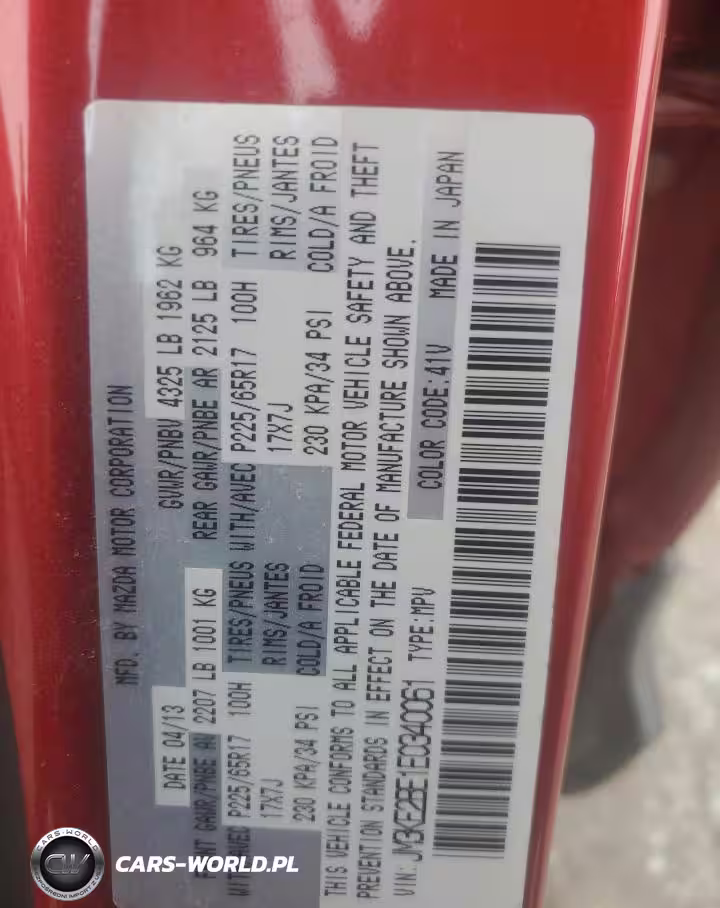 MFD. BY MAZDA MOTOR CORPORATION
DATE 04/13 GVWR/PNBV 4325 LB 1962 KG
FRONT GAWR/PNBE AV 2207 LB 1001 KG REAR GAWR/PNBE AR 2125 LB 964 KG
WITH/AVEC P225/65R17 100H TIRES/PNEUS WITH/AVEC P225/65R17 100H TIRES/PNEUS
17X7J RIMS/JANTES 17X7J RIMS/JANTES
230 KPA/34 PSI COLD/A FROID 230 KPA/34 PSI COLD/A FROID
THIS VEHICLE CONFORMS TO ALL APPLICABLE FEDERAL MOTOR VEHICLE SAFETY AND THEFT
PREVENTION STANDARDS IN EFFECT ON THE DATE OF MANUFACTURE SHOWN ABOVE.
COLOR CODE:41V
VIN: JM3KE2BE1E0340061 TYPE:MPV MADE IN JAPAN
CARS-WORLD
CW
CARS-WORLD.PL